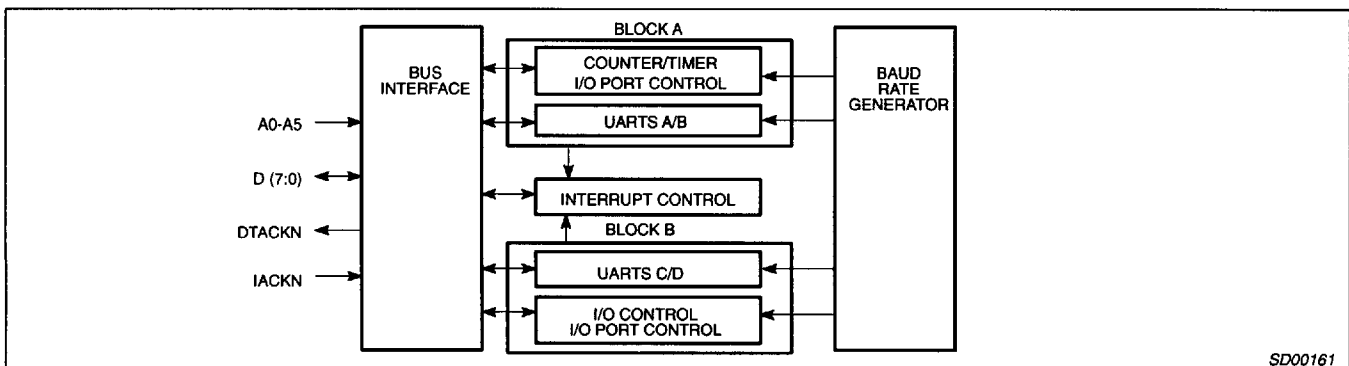 BLOCK A
BUS
INTERFACE
COUNTER/TIMER
I/O PORT CONTROL
BAUD
RATE
GENERATOR
A0-A5
UARTS A/B
D (7:0)
INTERRUPT CONTROL
DTACKN
BLOCK B
IACKN
UARTS C/D
I/O CONTROL
I/O PORT CONTROL
SD00161